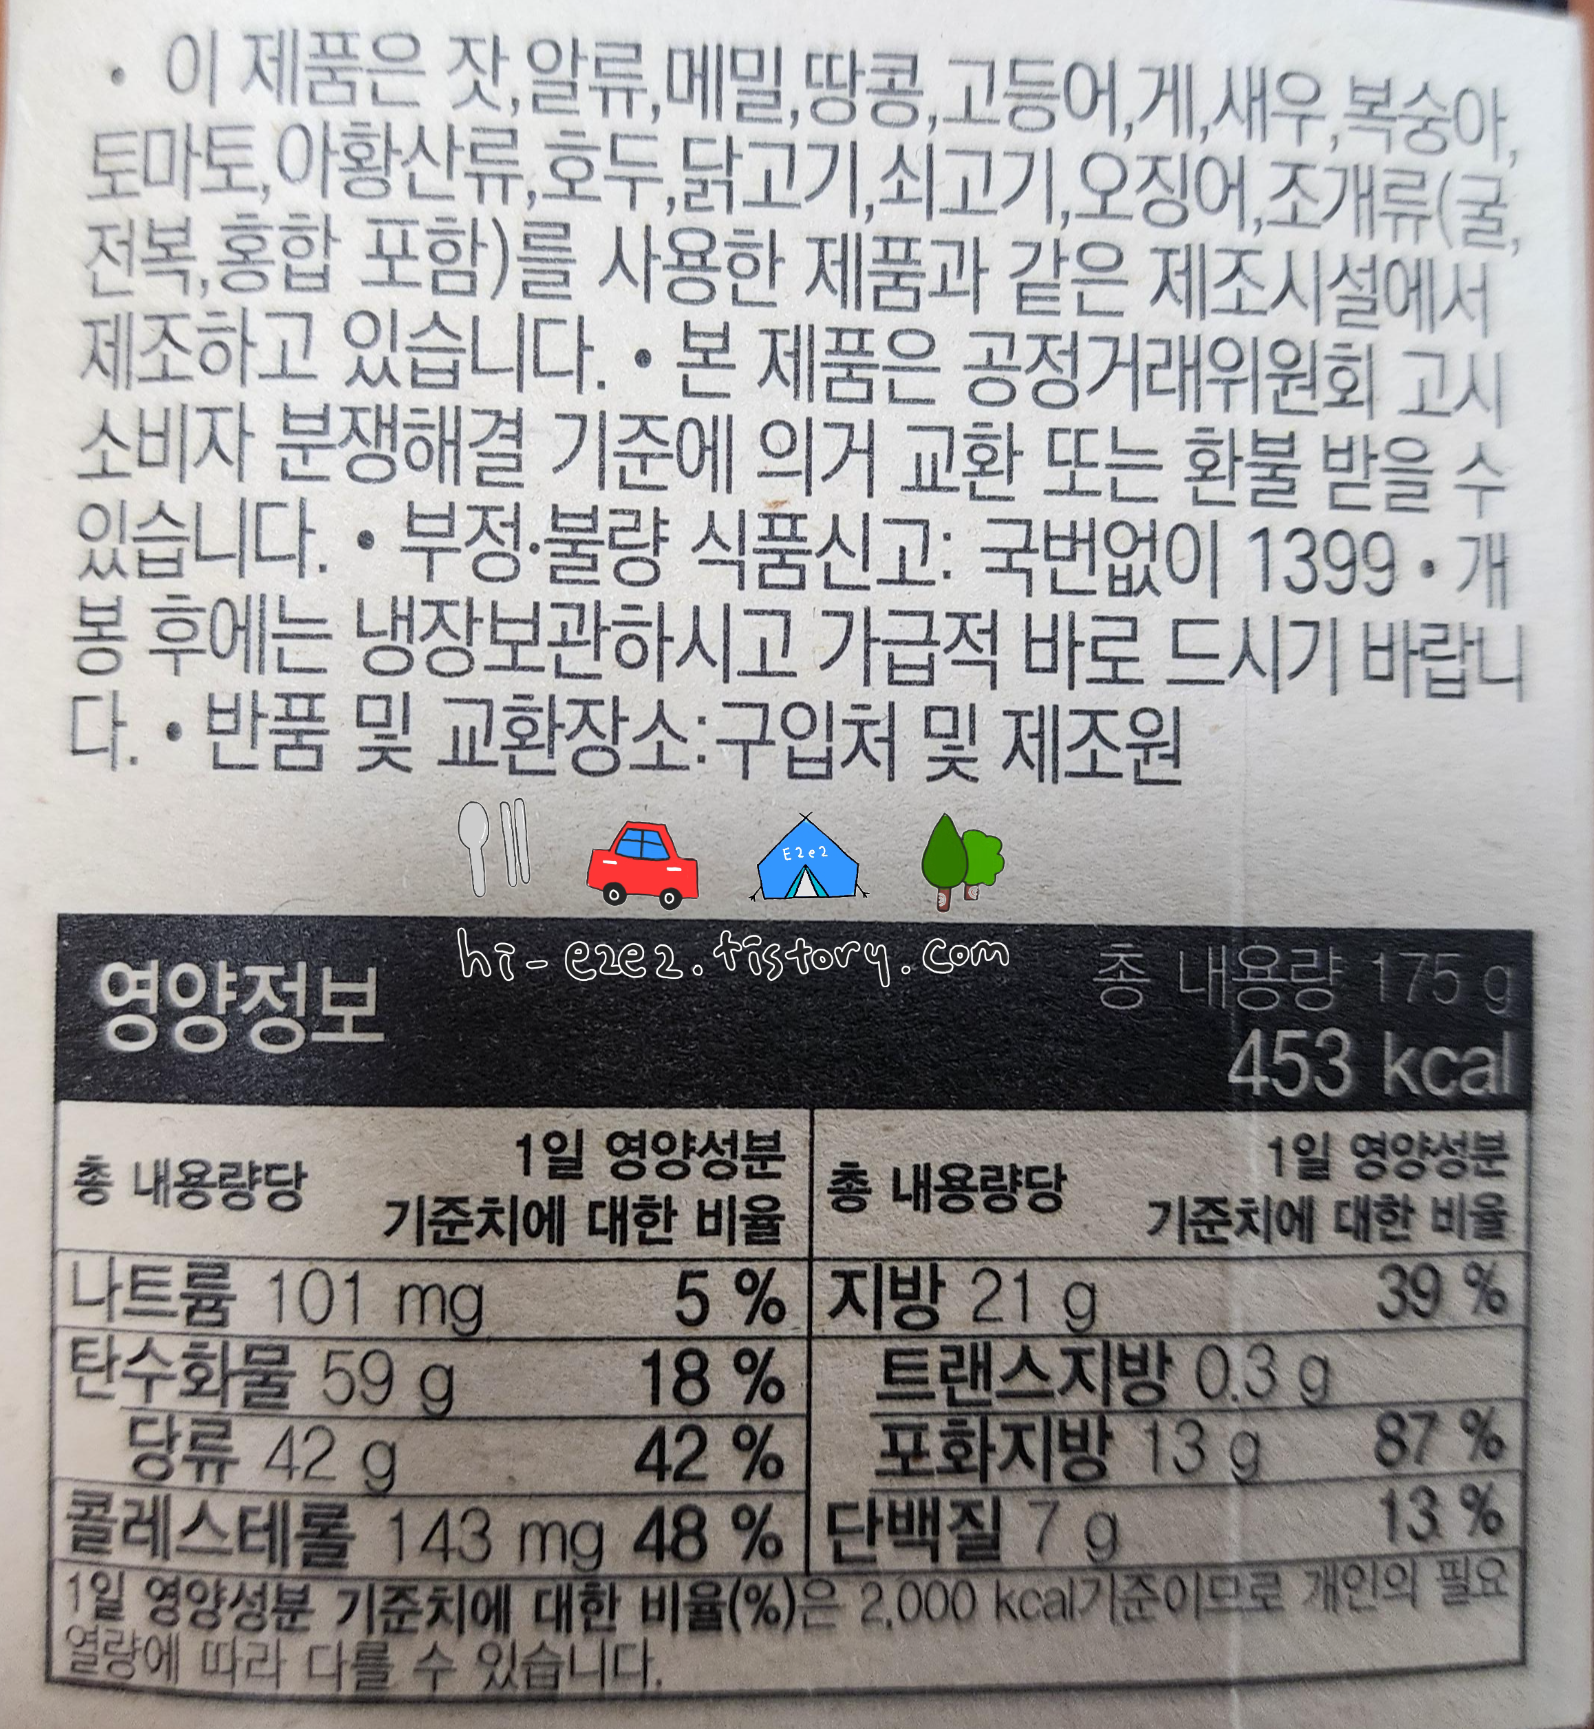 • 이 제품은 잣,알류,메밀,땅콩,고등어,게,새우,복숭아,
토마토,아황산류,호두,닭고기,쇠고기,오징어,조개류(굴,
전복,홍합 포함)를 사용한 제품과 같은 제조시설에서
제조하고 있습니다. • 본 제품은 공정거래위원회 고시
소비자 분쟁해결 기준에 의거 교환 또는 환불 받을 수
있습니다. • 부정·불량 식품신고: 국번없이 1399 • 개
봉 후에는 냉장보관하시고 가급적 바로 드시기 바랍니
다. • 반품 및 교환장소:구입처 및 제조원
E2e2
hi-e2e2.tistory.com
영양정보
총 내용량 175 g
453 kcal
총 내용량당
1일 영양성분
기준치에 대한 비율
총 내용량당
1일 영양성분
기준치에 대한 비율
나트륨 101 mg 5 %
지방 21 g 39 %
탄수화물 59 g 18 %
트랜스지방 0.3 g
당류 42 g 42 %
포화지방 13 g 87 %
콜레스테롤 143 mg 48 %
단백질 7 g 13 %
1일 영양성분 기준치에 대한 비율(%)은 2,000 kcal기준이므로 개인의 필요
열량에 따라 다를 수 있습니다.